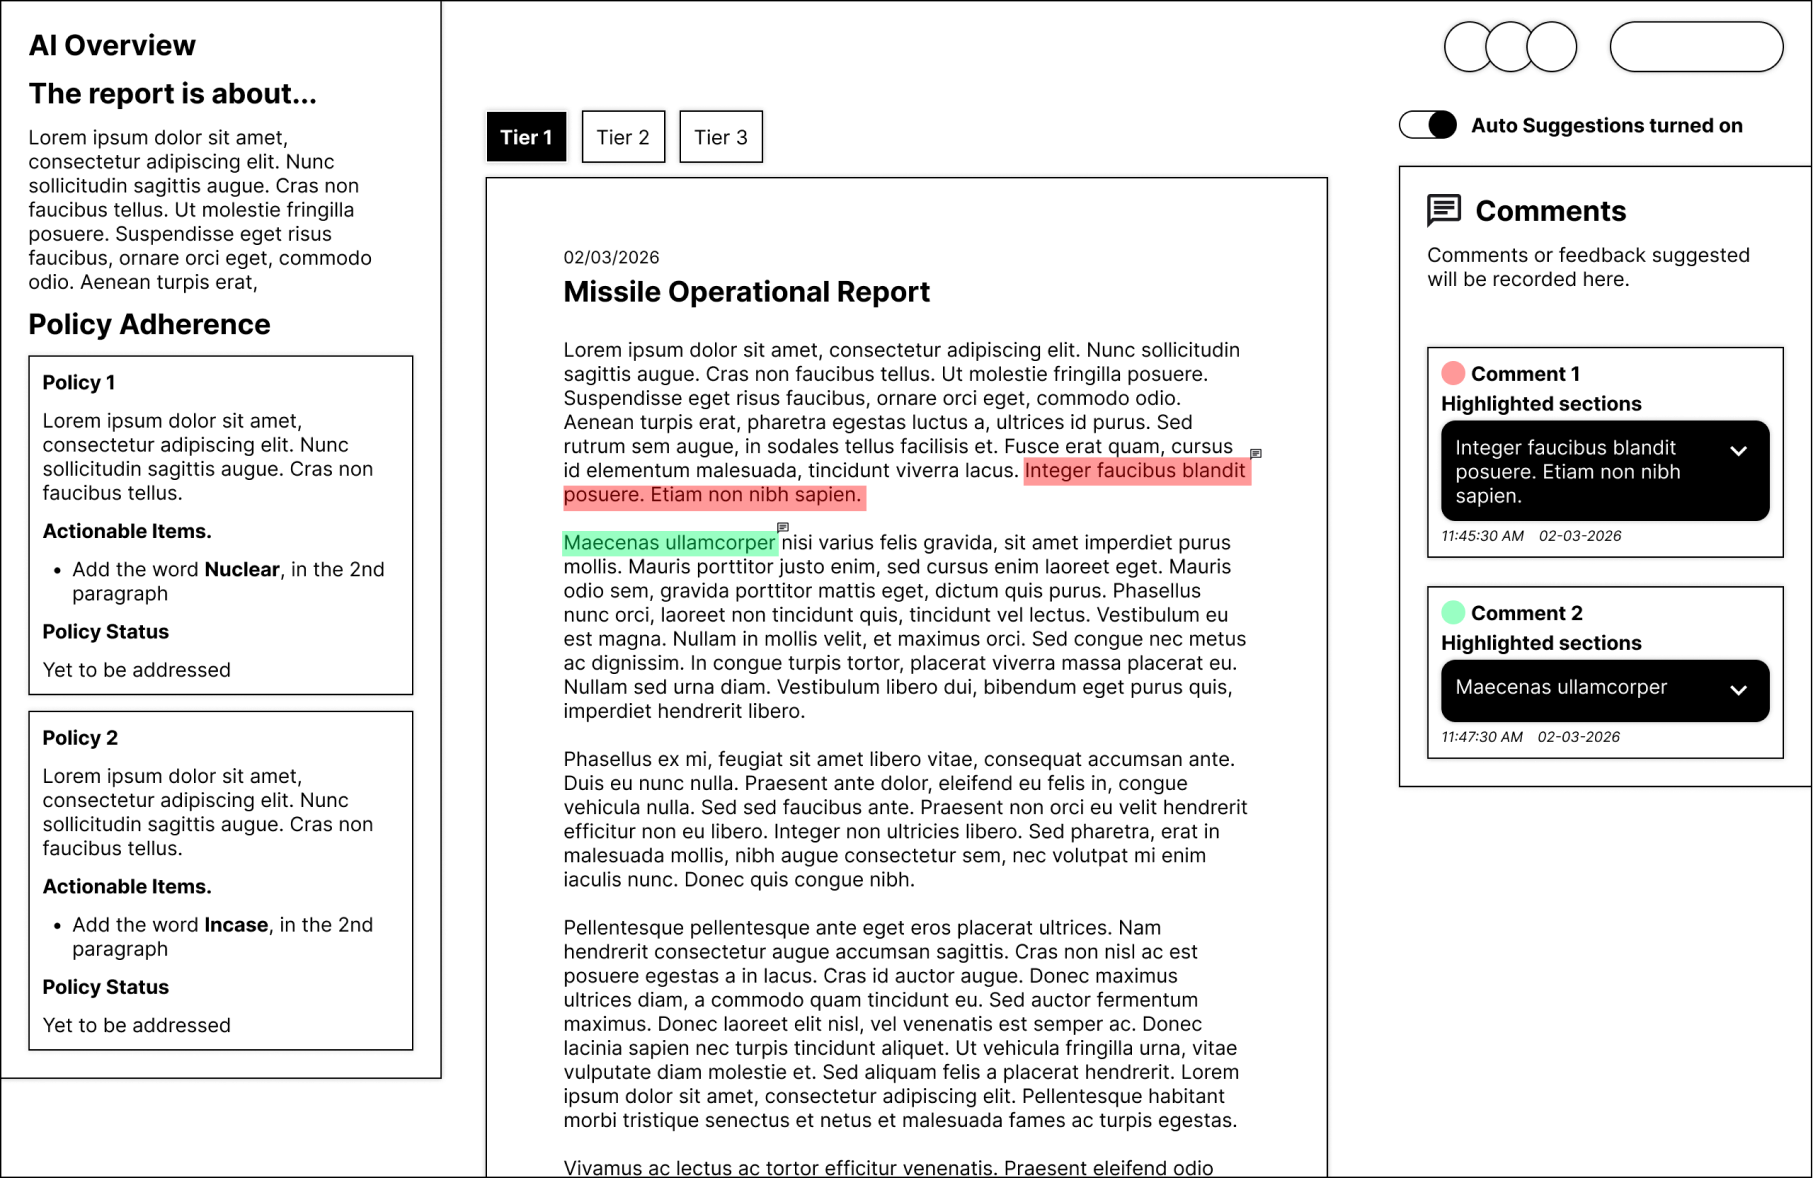 AI Overview
The report is about...
Lorem ipsum dolor sit amet,
consectetur adipiscing elit. Nunc
sollicitudin sagittis augue. Cras non
faucibus tellus. Ut molestie fringilla
posuere. Suspendisse eget risus
faucibus, ornare orci eget, commodo
odio. Aenean turpis erat,
Policy Adherence
Policy 1
Lorem ipsum dolor sit amet,
consectetur adipiscing elit. Nunc
sollicitudin sagittis augue. Cras non
faucibus tellus.
Actionable Items.
• Add the word Nuclear, in the 2nd
paragraph
Policy Status
Yet to be addressed
Policy 2
Lorem ipsum dolor sit amet,
consectetur adipiscing elit. Nunc
sollicitudin sagittis augue. Cras non
faucibus tellus.
Actionable Items.
• Add the word Incase, in the 2nd
paragraph
Policy Status
Yet to be addressed
Tier 1
Tier 2
Tier 3
02/03/2026
Missile Operational Report
Lorem ipsum dolor sit amet, consectetur adipiscing elit. Nunc sollicitudin
sagittis augue. Cras non faucibus tellus. Ut molestie fringilla posuere.
Suspendisse eget risus faucibus, ornare orci eget, commodo odio.
Aenean turpis erat, pharetra egestas luctus a, ultrices id purus. Sed
rutrum sem augue, in sodales tellus facilisis et. Fusce erat quam, cursus
id elementum malesuada, tincidunt viverra lacus. Integer faucibus blandit
posuere. Etiam non nibh sapien.
Maecenas ullamcorper nisi varius felis gravida, sit amet imperdiet purus
mollis. Mauris porttitor justo enim, sed cursus enim laoreet eget. Mauris
odio sem, gravida porttitor mattis eget, dictum quis purus. Phasellus
nunc orci, laoreet non tincidunt quis, tincidunt vel lectus. Vestibulum eu
est magna. Nullam in mollis velit, et maximus orci. Sed congue nec metus
ac dignissim. In congue turpis tortor, placerat viverra massa placerat eu.
Nullam sed urna diam. Vestibulum libero dui, bibendum eget purus quis,
imperdiet hendrerit libero.
Phasellus ex mi, feugiat sit amet libero vitae, consequat accumsan ante.
Duis eu nunc nulla. Praesent ante dolor, eleifend eu felis in, congue
vehicula nulla. Sed sed faucibus ante. Praesent non orci eu velit hendrerit
efficitur non eu libero. Integer non ultricies libero. Sed pharetra, erat in
malesuada mollis, nibh augue consectetur sem, nec volutpat mi enim
iaculis nunc. Donec quis congue nibh.
Pellentesque pellentesque ante eget eros placerat ultrices. Nam
hendrerit consectetur augue accumsan sagittis. Cras non nisl ac est
posuere egestas a in lacus. Cras id auctor augue. Donec maximus
ultrices diam, a commodo quam tincidunt eu. Sed auctor fermentum
maximus. Donec laoreet elit nisl, vel venenatis est semper ac. Donec
lacinia sapien nec turpis tincidunt aliquet. Ut vehicula fringilla urna, vitae
vulputate diam molestie et. Sed aliquam felis a placerat hendrerit. Lorem
ipsum dolor sit amet, consectetur adipiscing elit. Pellentesque habitant
morbi tristique senectus et netus et malesuada fames ac turpis egestas.
Vivamus ac lectus ac tortor efficitur venenatis. Praesent eleifend odio
Auto Suggestions turned on
Comments
Comments or feedback suggested
will be recorded here.
Comment 1
Highlighted sections
Integer faucibus blandit
posuere. Etiam non nibh
sapien.
11:45:30 AM 02-03-2026
Comment 2
Highlighted sections
Maecenas ullamcorper
11:47:30 AM 02-03-2026